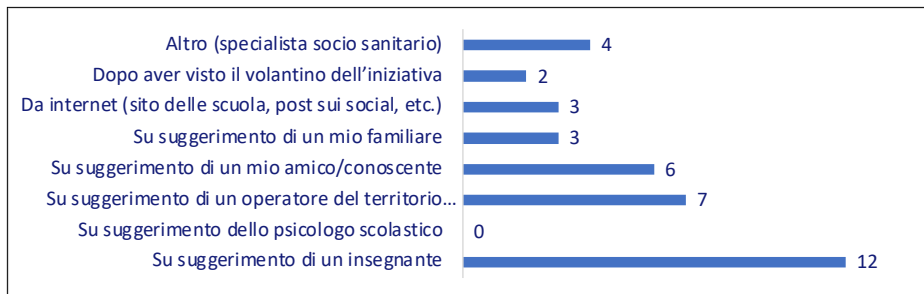 Altro (specialista socio sanitario) 4
Dopo aver visto il volantino dell'iniziativa 2
Da internet (sito delle scuola, post sui social, etc.) 3
Su suggerimento di un mio familiare 3
Su suggerimento di un mio amico/conoscente 6
Su suggerimento di un operatore del territorio… 7
Su suggerimento dello psicologo scolastico 0
Su suggerimento di un insegnante 12